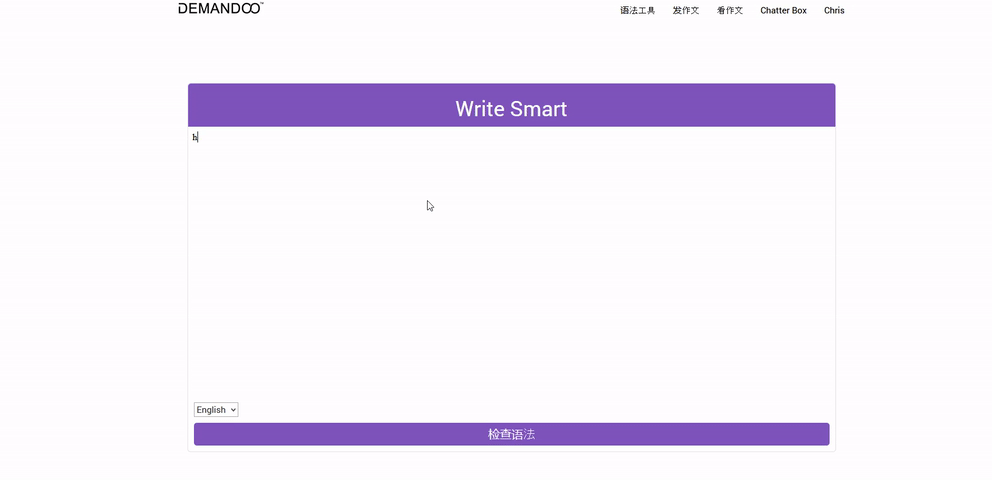 DEMANDOO™
语法工具 发作文 看作文 Chatter Box Chris
Write Smart
h
English
检查语法